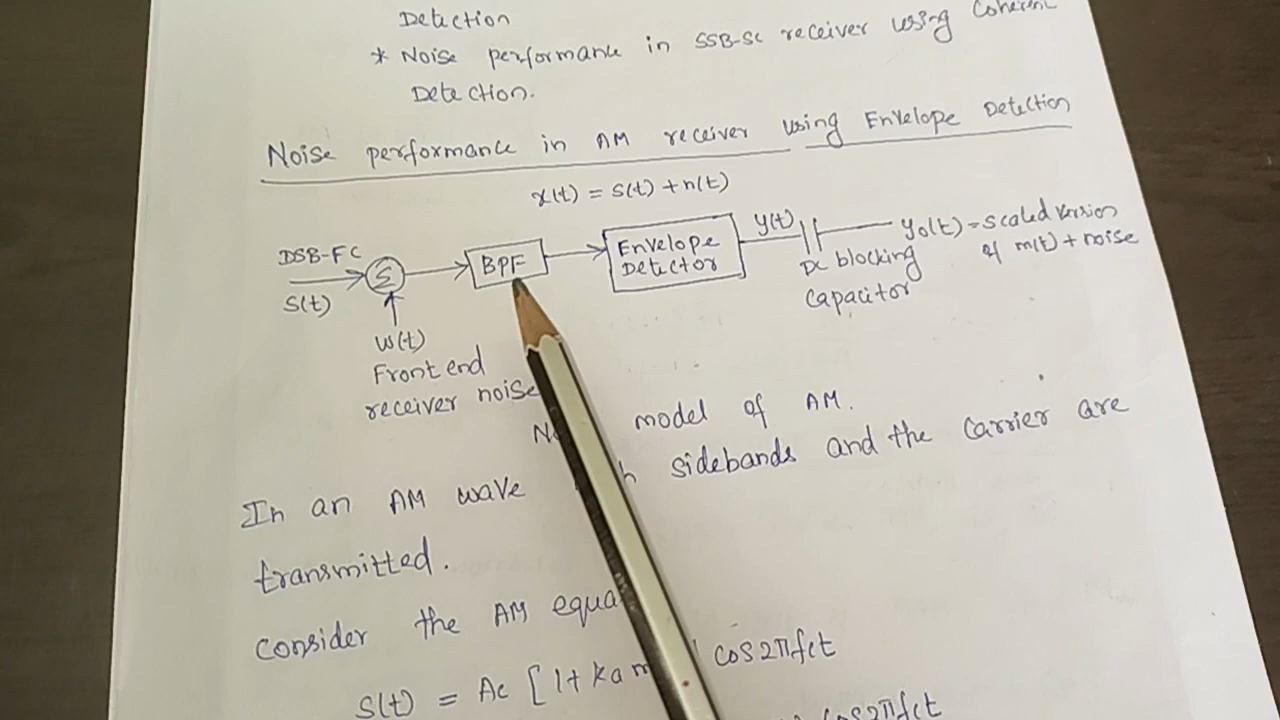 Detection
* Noise performance in SSB-SC receiver using Coherent
Detection.
Noise performance in AM receiver using Envelope Detection
x(t) = s(t) + n(t)
DSB-FC
s(t)
Σ
BPF
Envelope
Detector
y(t)
DC blocking
capacitor
y0(t) = scaled version
of m(t) + noise
w(t)
Front end
receiver noise
model of AM.
In an AM wave sidebands and the carrier are
transmitted.
Consider the AM
s(t) = Ac [1+ka cos2πfct
cos2πfct